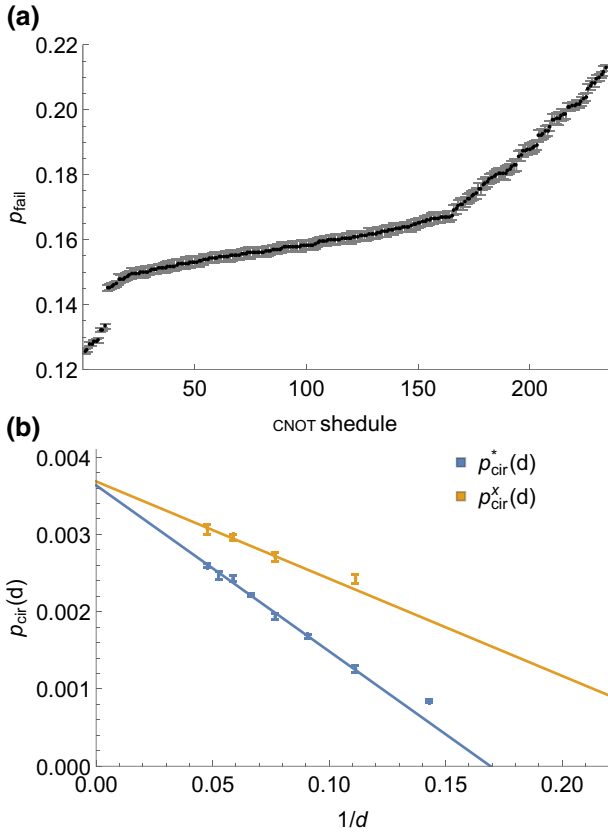 (a)
0.22
0.20
0.18
p_fail
0.16
0.14
0.12
50 100 150 200
CNOT shedule
(b)
0.004
p*_cir(d)
p^x_cir(d)
0.003
p_cir(d)
0.002
0.001
0.000
0.00 0.05 0.10 0.15 0.20
1/d